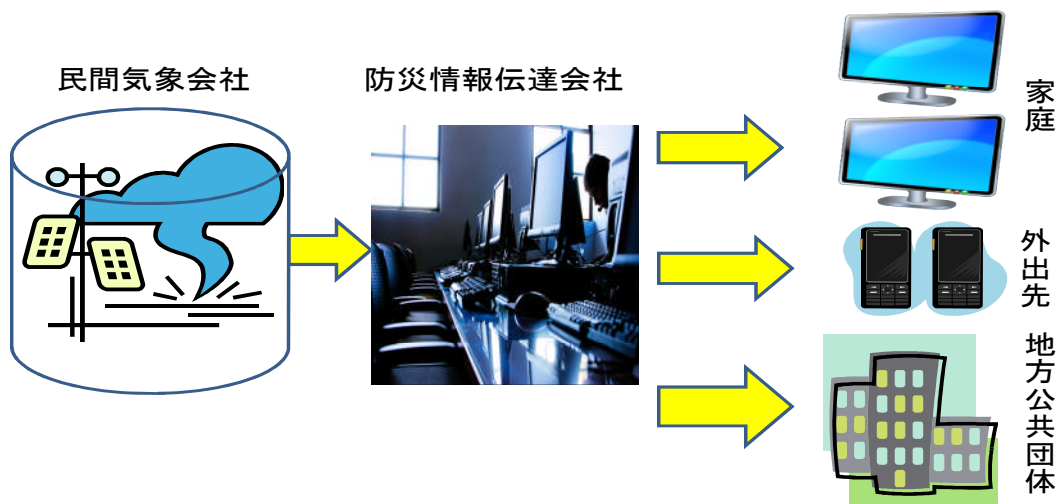 民間気象会社
防災情報伝達会社
家庭
外出先
地方公共団体